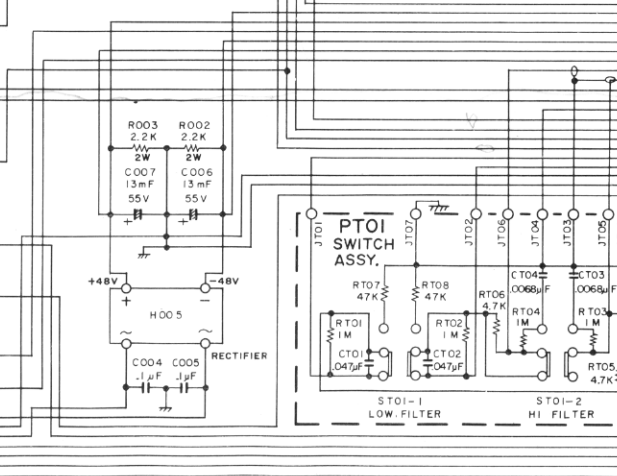 R003 R002
2.2K 2.2K
2W 2W
C007 C006
13mF 13mF
55V 55V
+ +
+48V -48V
+ −
H005
~ ~
RECTIFIER
C004 C005
.1µF .1µF
PT01
SWITCH
ASSY.
JT01
JT07
JT02
JT06
JT04
JT03
JT05
RT07 RT08
47K 47K
RT01
1M
CT01
.047µF
RT02
1M
CT02
.047µF
RT06
4.7K
CT04
.0068µF
CT03
.0068µF
RT04
1M
RT03
1M
RT05
4.7K
ST01-1
LOW. FILTER
ST01-2
HI FILTER